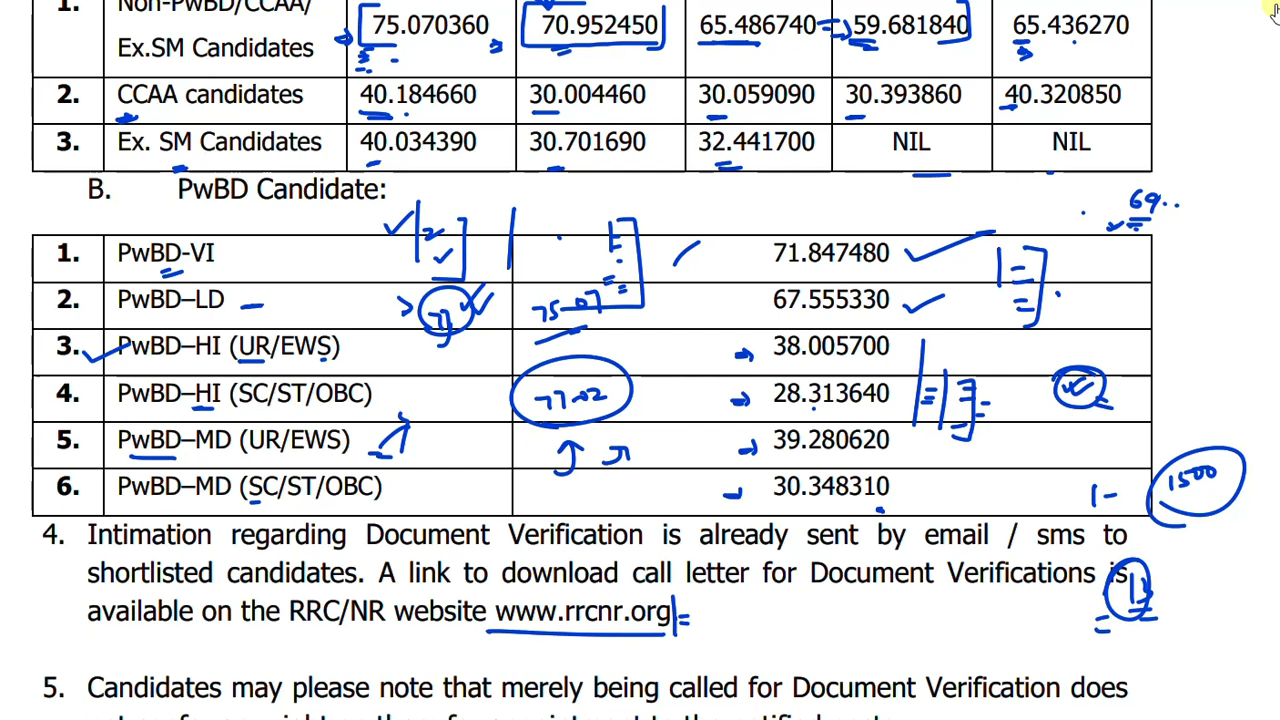 1. Non-PwBD/CCAA/ 75.070360 70.952450 65.486740 59.681840 65.436270
Ex.SM Candidates
2. CCAA candidates 40.184660 30.004460 30.059090 30.393860 40.320850
3. Ex. SM Candidates 40.034390 30.701690 32.441700 NIL NIL
B. PwBD Candidate:
69..
1. PwBD-VI 71.847480
2. PwBD–LD 77 75.07 67.555330
3. PwBD–HI (UR/EWS) 38.005700
4. PwBD–HI (SC/ST/OBC) 77.02 28.313640
5. PwBD–MD (UR/EWS) 39.280620
6. PwBD–MD (SC/ST/OBC) 30.348310 1500
4. Intimation regarding Document Verification is already sent by email / sms to
shortlisted candidates. A link to download call letter for Document Verifications is
available on the RRC/NR website www.rrcnr.org
5. Candidates may please note that merely being called for Document Verification does